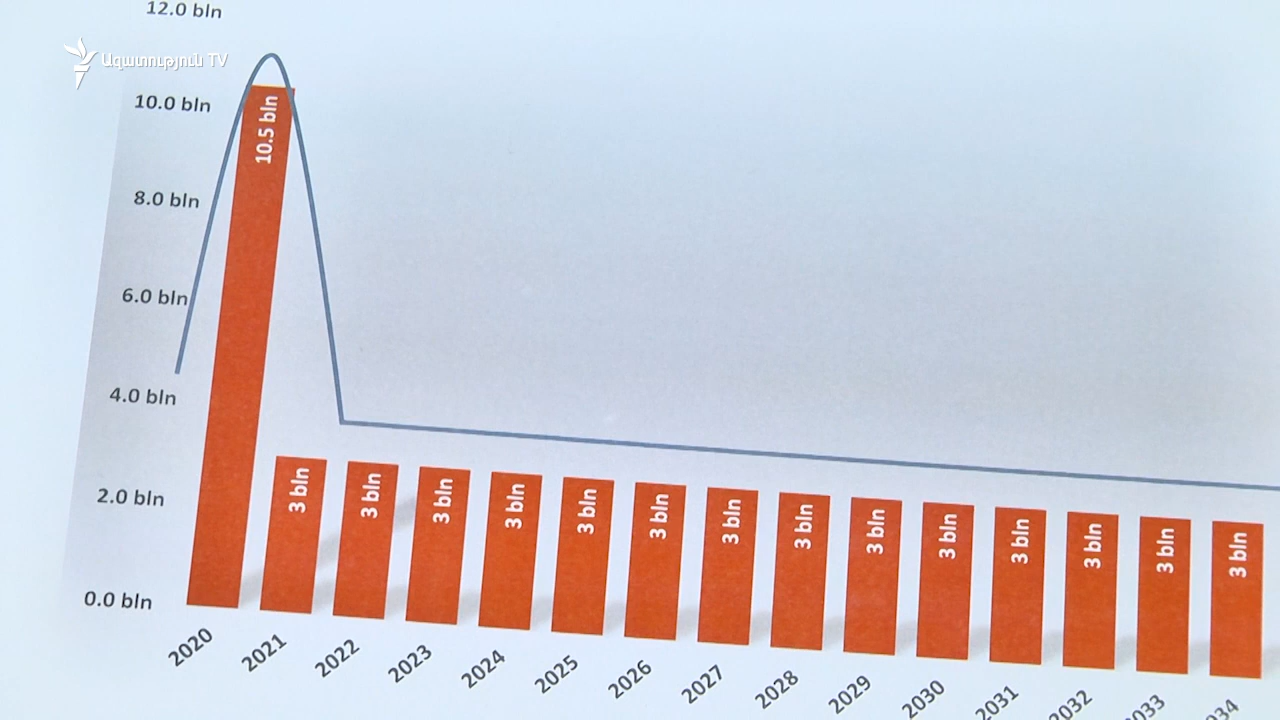 12.0 bln
Ազատություն TV
10.0 bln
8.0 bln
6.0 bln
4.0 bln
2.0 bln
0.0 bln
10.5 bln
3 bln
3 bln
3 bln
3 bln
3 bln
3 bln
3 bln
3 bln
3 bln
3 bln
3 bln
3 bln
3 bln
3 bln
2020
2021
2022
2023
2024
2025
2026
2027
2028
2029
2030
2031
2032
033
034